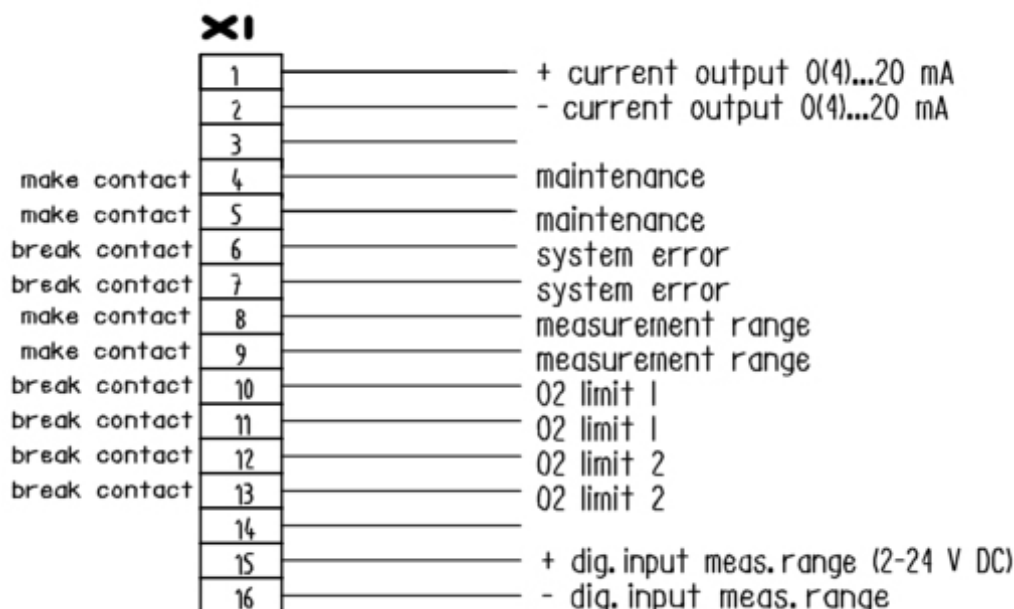 X1
1 + current output 0(4)...20 mA
2 - current output 0(4)...20 mA
3
make contact 4 maintenance
make contact 5 maintenance
break contact 6 system error
break contact 7 system error
make contact 8 measurement range
make contact 9 measurement range
break contact 10 O2 limit 1
break contact 11 O2 limit 1
break contact 12 O2 limit 2
break contact 13 O2 limit 2
14
15 + dig. input meas. range (2-24 V DC)
16 - dig. input meas. range